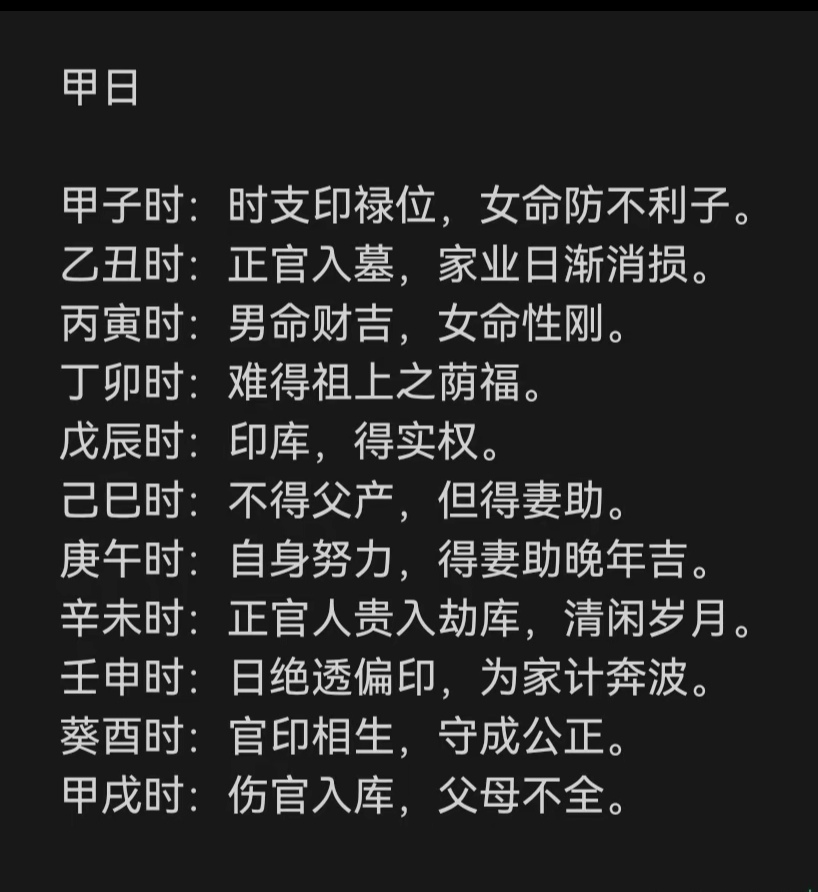 甲日
甲子时：时支印禄位，女命防不利子。
乙丑时：正官入墓，家业日渐消损。
丙寅时：男命财吉，女命性刚。
丁卯时：难得祖上之荫福。
戊辰时：印库，得实权。
己巳时：不得父产，但得妻助。
庚午时：自身努力，得妻助晚年吉。
辛未时：正官人贵入劫库，清闲岁月。
壬申时：日绝透偏印，为家计奔波。
葵酉时：官印相生，守成公正。
甲戌时：伤官入库，父母不全。